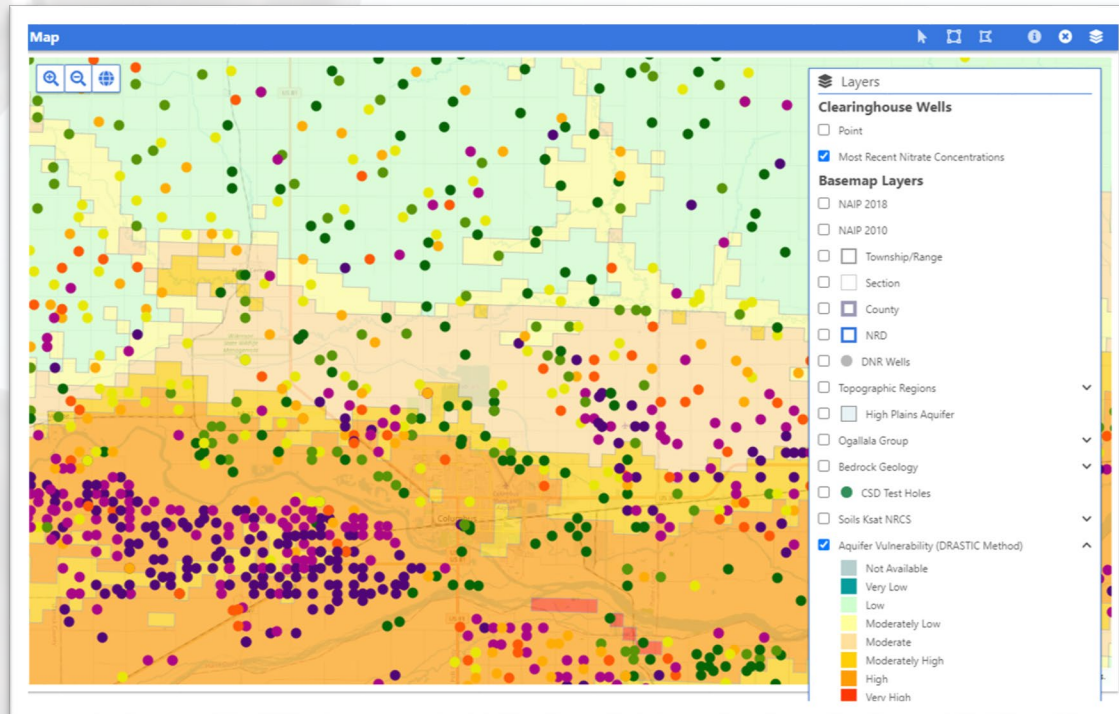 Map
Layers
Clearinghouse Wells
Point
Most Recent Nitrate Concentrations
Basemap Layers
NAIP 2018
NAIP 2010
Township/Range
Section
County
NRD
DNR Wells
Topographic Regions
High Plains Aquifer
Ogallala Group
Bedrock Geology
CSD Test Holes
Soils Ksat NRCS
Aquifer Vulnerability (DRASTIC Method)
Not Available
Very Low
Low
Moderately Low
Moderate
Moderately High
High
Very High